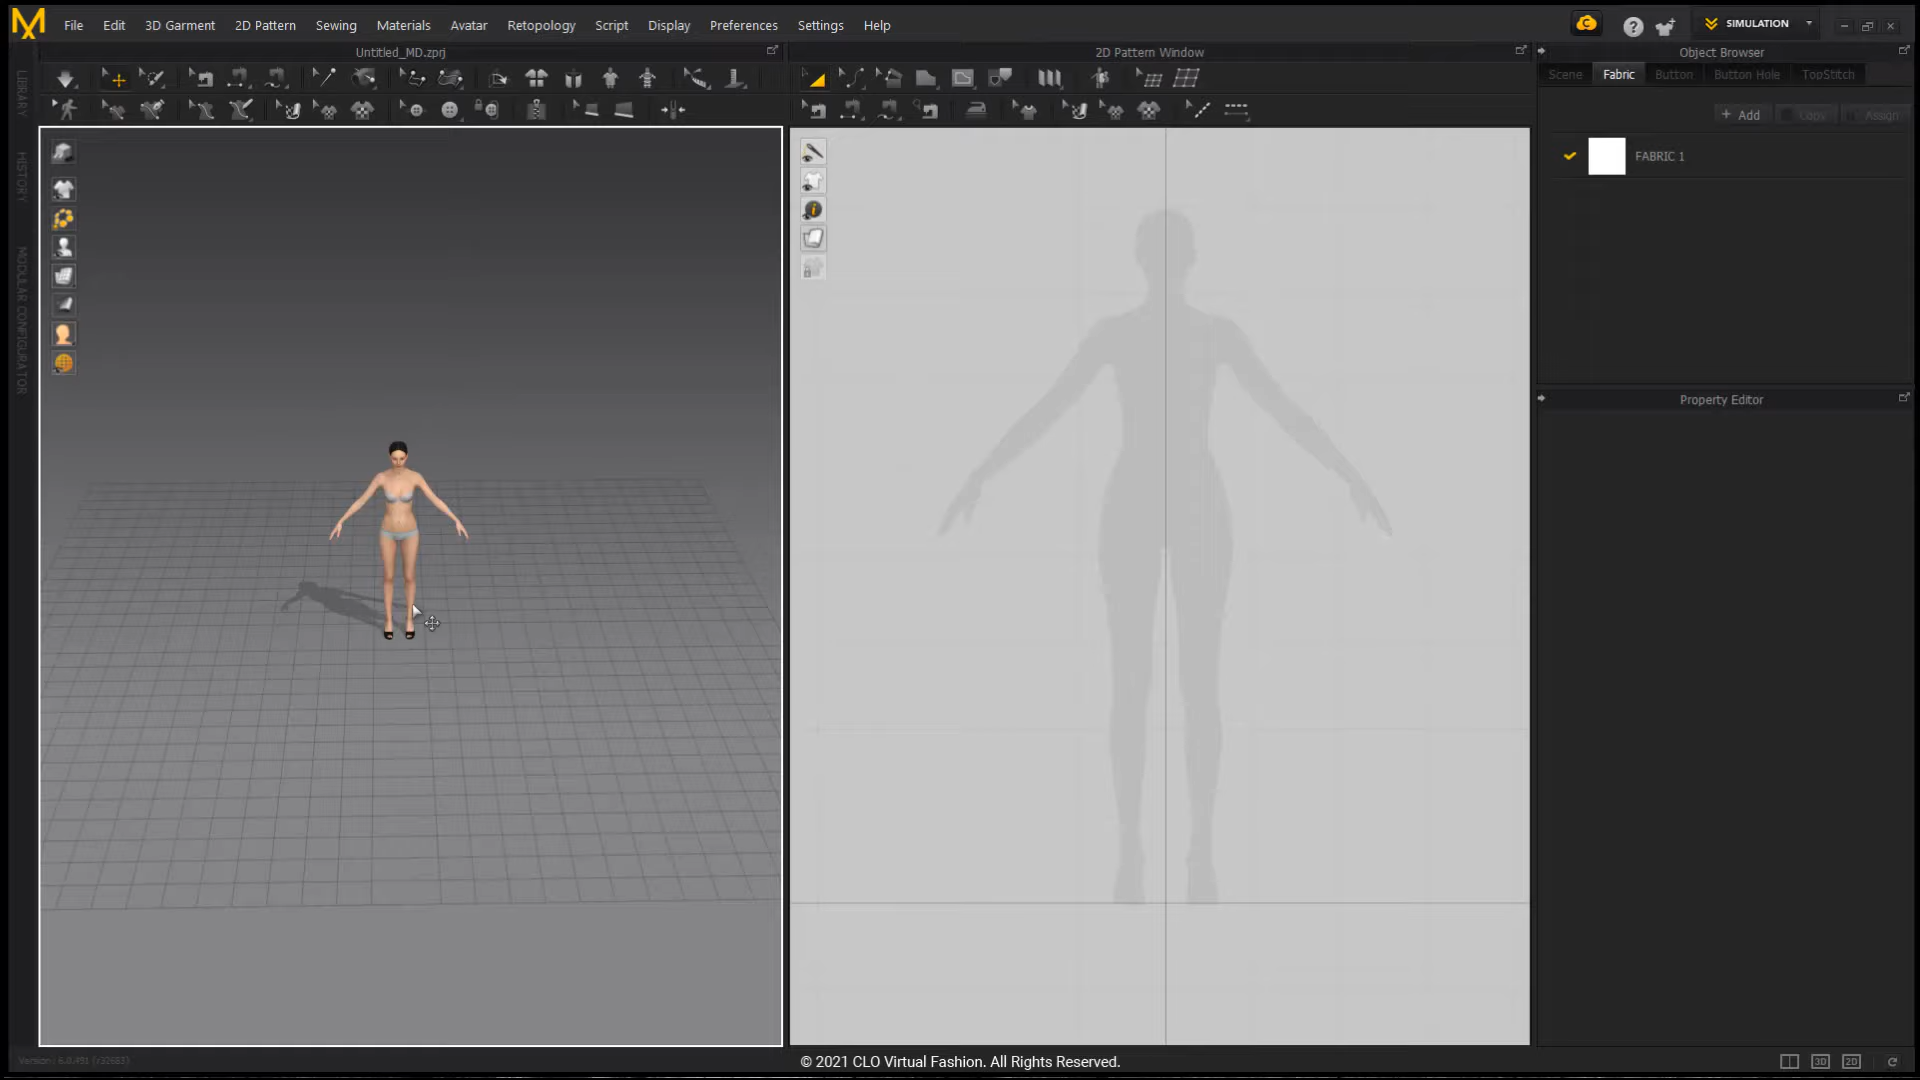 File Edit 3D Garment 2D Pattern Sewing Materials Avatar Retopology Script Display Preferences Settings Help SIMULATION
Untitled_MD.zprj 2D Pattern Window Object Browser
Scene Fabric Button Button Hole TopStitch
+ Add Copy Assign
FABRIC 1
LIBRARY
HISTORY
MODULAR CONFIGURATOR
Property Editor
Version : 6.0.491 (r32683)
© 2021 CLO Virtual Fashion. All Rights Reserved.
3D 2D